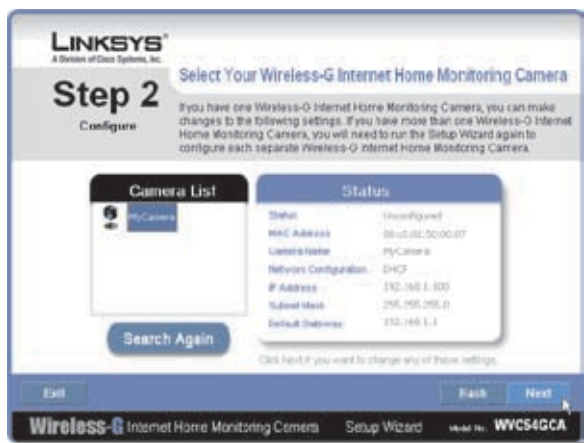 LINKSYS®
A Division of Cisco Systems, Inc.
Step 2
Configure
Select Your Wireless-G Internet Home Monitoring Camera
If you have one Wireless-G Internet Home Monitoring Camera, you can make
changes to the following settings. If you have more than one Wireless-G Internet
Home Monitoring Camera, you will need to run the Setup Wizard again to
configure each separate Wireless-G Internet Home Monitoring Camera
Camera List
MyCamera
Search Again
Status
Status Unconfigured
MAC Address
Camera Name MyCamera
Network Configuration DHCP
IP Address 192.168.1.100
Subnet Mask 255.255.255.0
Default Gateway 192.168.1.1
Click Next if you want to change any of these settings.
Exit
Back
Next
Wireless-G Internet Home Monitoring Camera Setup Wizard Model No. WVC54GCA